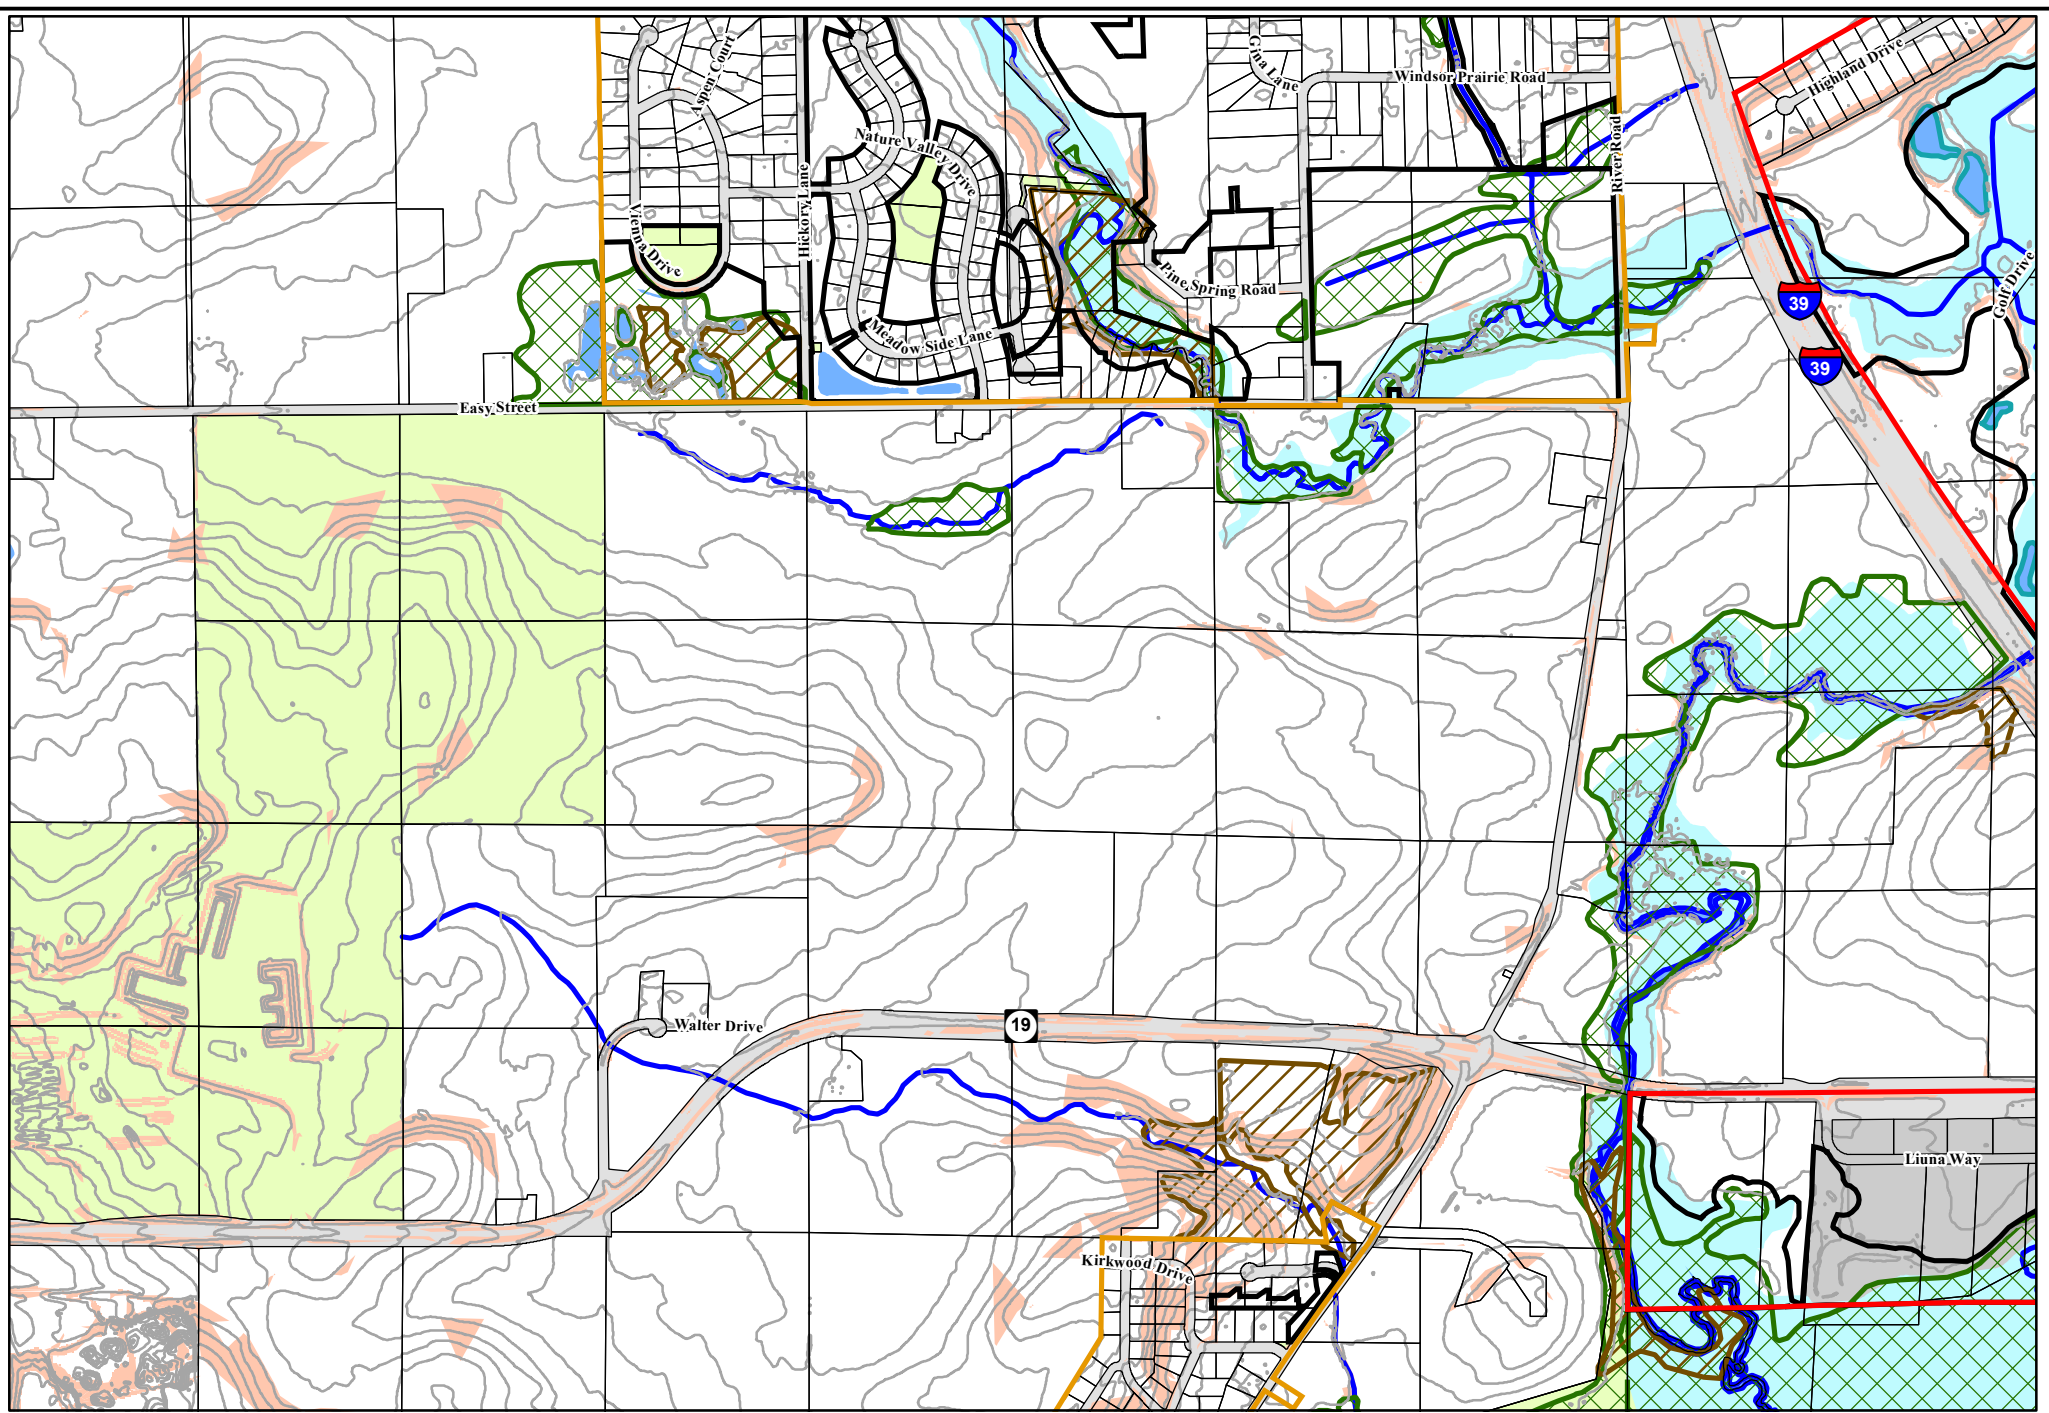 Aspen Court
Gina Lane
Windsor Prairie Road
Highland Drive
Nature Valley Drive
River Road
Hickory Lane
Vienna Drive
Pine Spring Road
Golf Drive
39
Meadow Side Lane
39
Easy Street
Walter Drive
19
Liuna Way
Kirkwood Drive